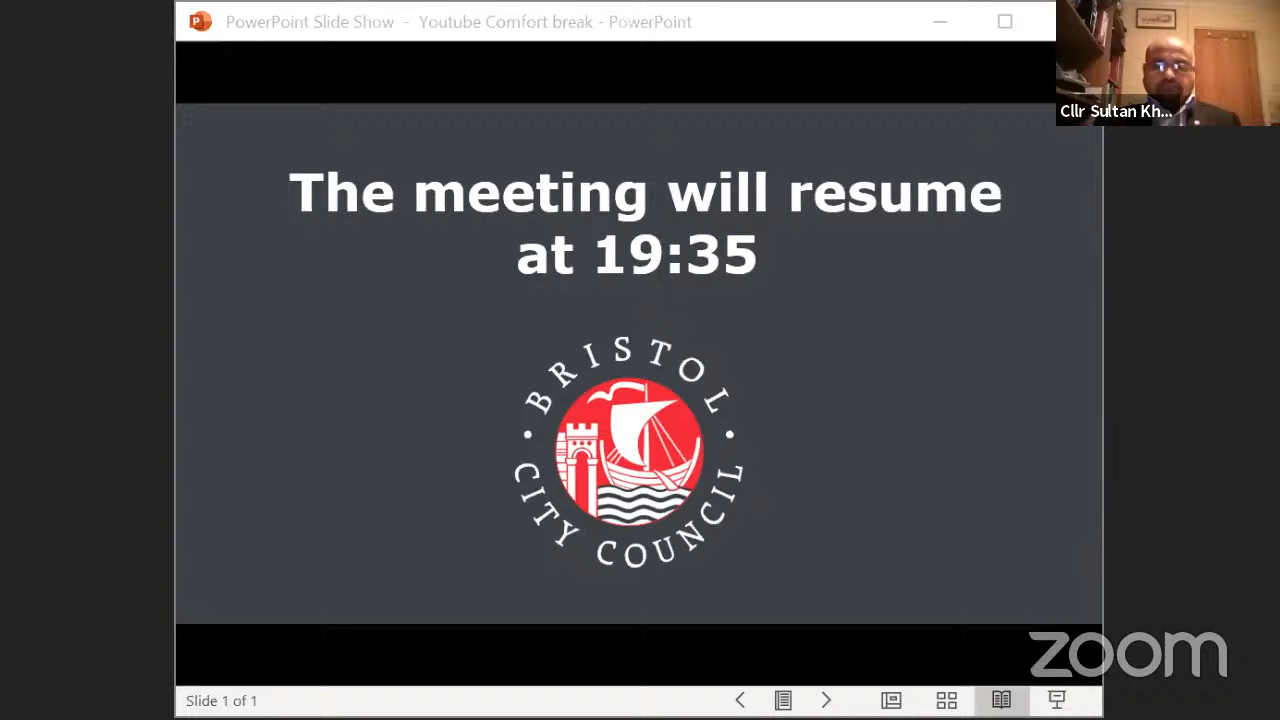 PowerPoint Slide Show - Youtube Comfort break - PowerPoint
Cllr Sultan Kh...
The meeting will resume
at 19:35
BRISTOL
CITY COUNCIL
zoom
Slide 1 of 1